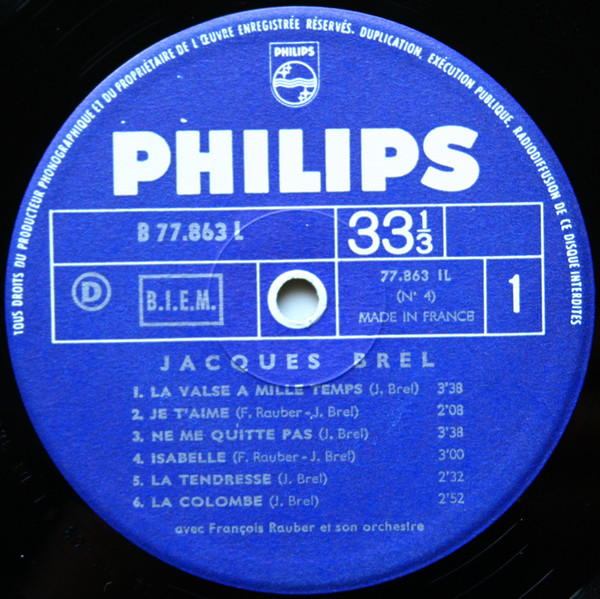 TOUS DROITS DU PRODUCTEUR PHONOGRAPHIQUE ET DU PROPRIÉTAIRE DE L'ŒUVRE ENREGISTRÉE RÉSERVÉS. DUPLICATION, EXÉCUTION PUBLIQUE, RADIODIFFUSION DE CE DISQUE INTERDITES
PHILIPS
PHILIPS
B 77.863 L
33 1/3
D
B.I.E.M.
77.863 1L
(N° 4)
MADE IN FRANCE
1
JACQUES BREL
1. LA VALSE A MILLE TEMPS (J. Brel) 3'38
2. JE T'AIME (F. Rauber - J. Brel) 2'08
3. NE ME QUITTE PAS (J. Brel) 3'38
4. ISABELLE (F. Rauber - J. Brel) 3'00
5. LA TENDRESSE (J. Brel) 2'32
6. LA COLOMBE (J. Brel) 2'52
avec François Rauber et son orchestre